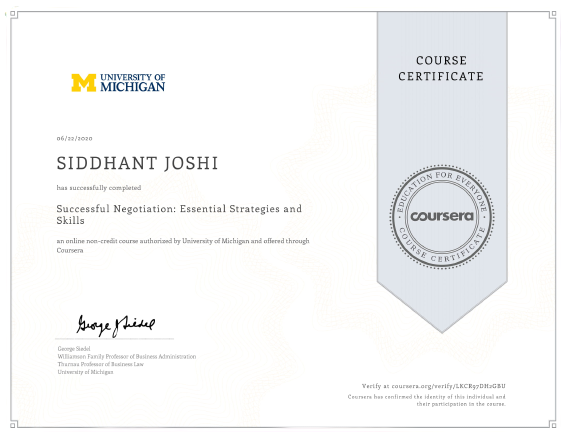 UNIVERSITY OF
MICHIGAN
COURSE
CERTIFICATE
06/22/2020
SIDDHANT JOSHI
has successfully completed
Successful Negotiation: Essential Strategies and
Skills
an online non-credit course authorized by University of Michigan and offered through
Coursera
EDUCATION FOR EVERYONE
coursera
COURSE CERTIFICATE
George J Siedel
George Siedel
Williamson Family Professor of Business Administration
Thurnau Professor of Business Law
University of Michigan
Verify at coursera.org/verify/LKCR97DH2GBU
Coursera has confirmed the identity of this individual and
their participation in the course.